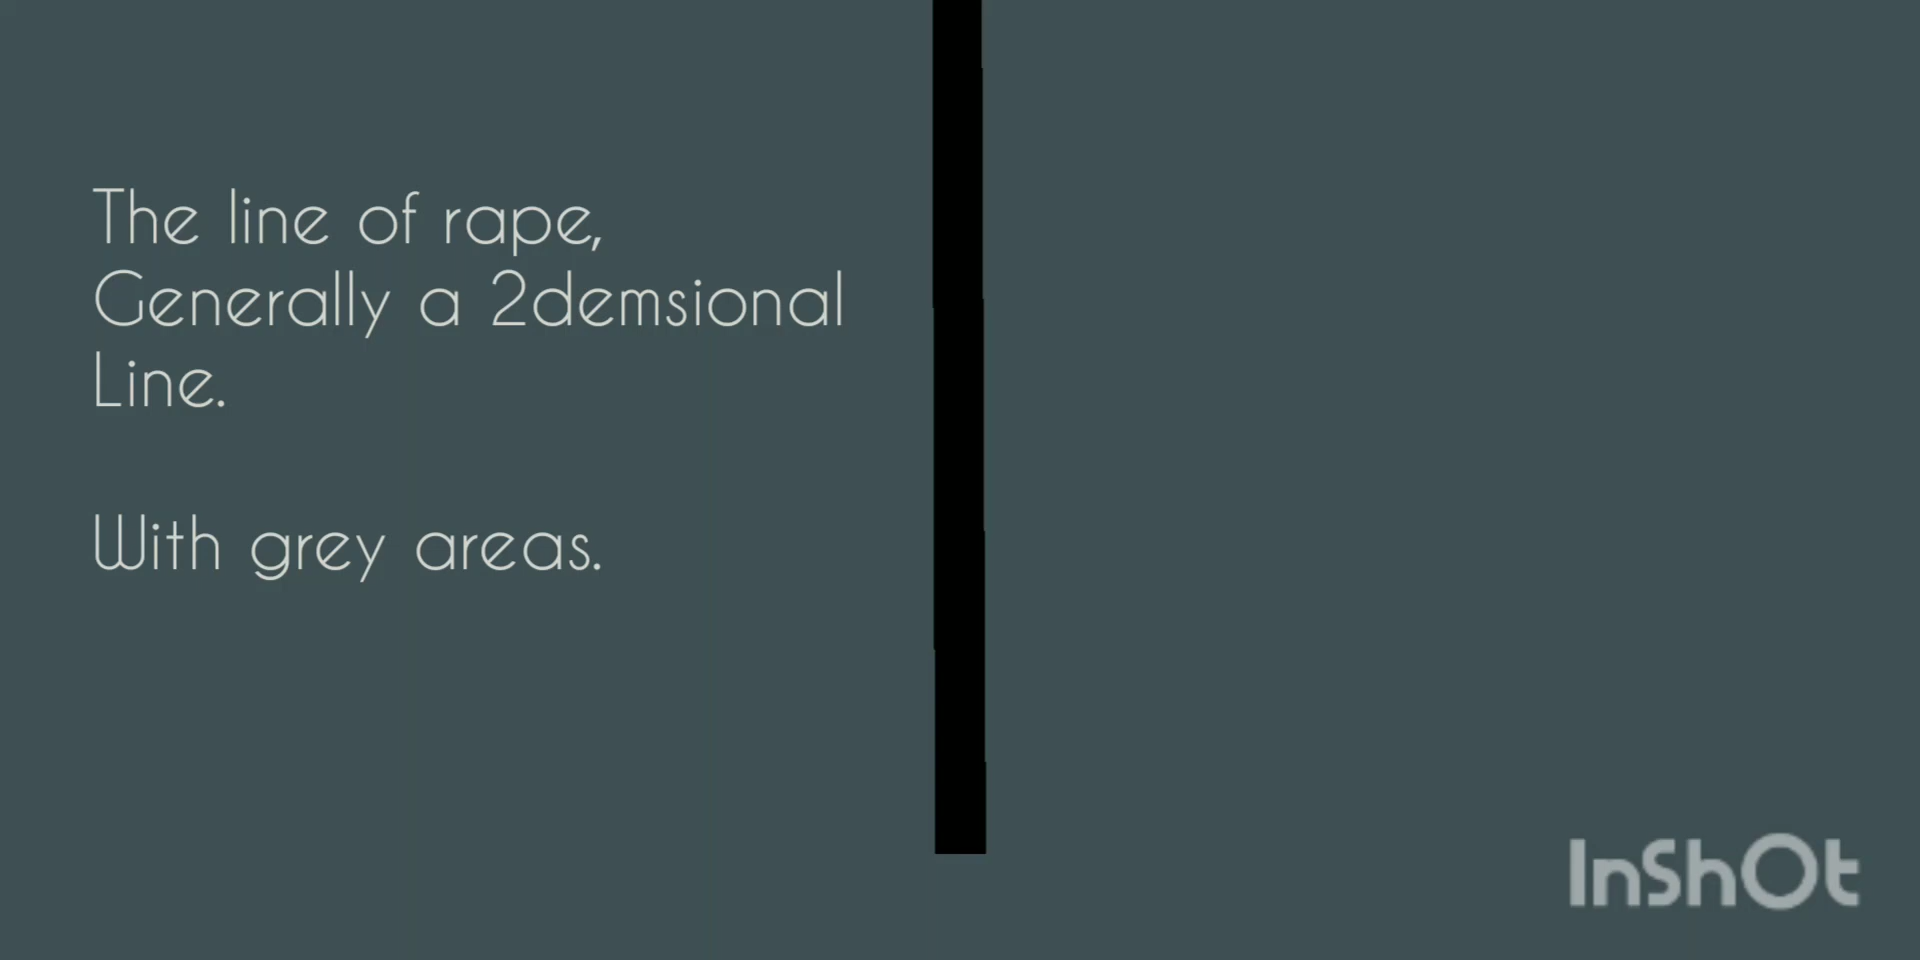 The line of rape,
Generally a 2demsional
Line.
With grey areas.
InShOt